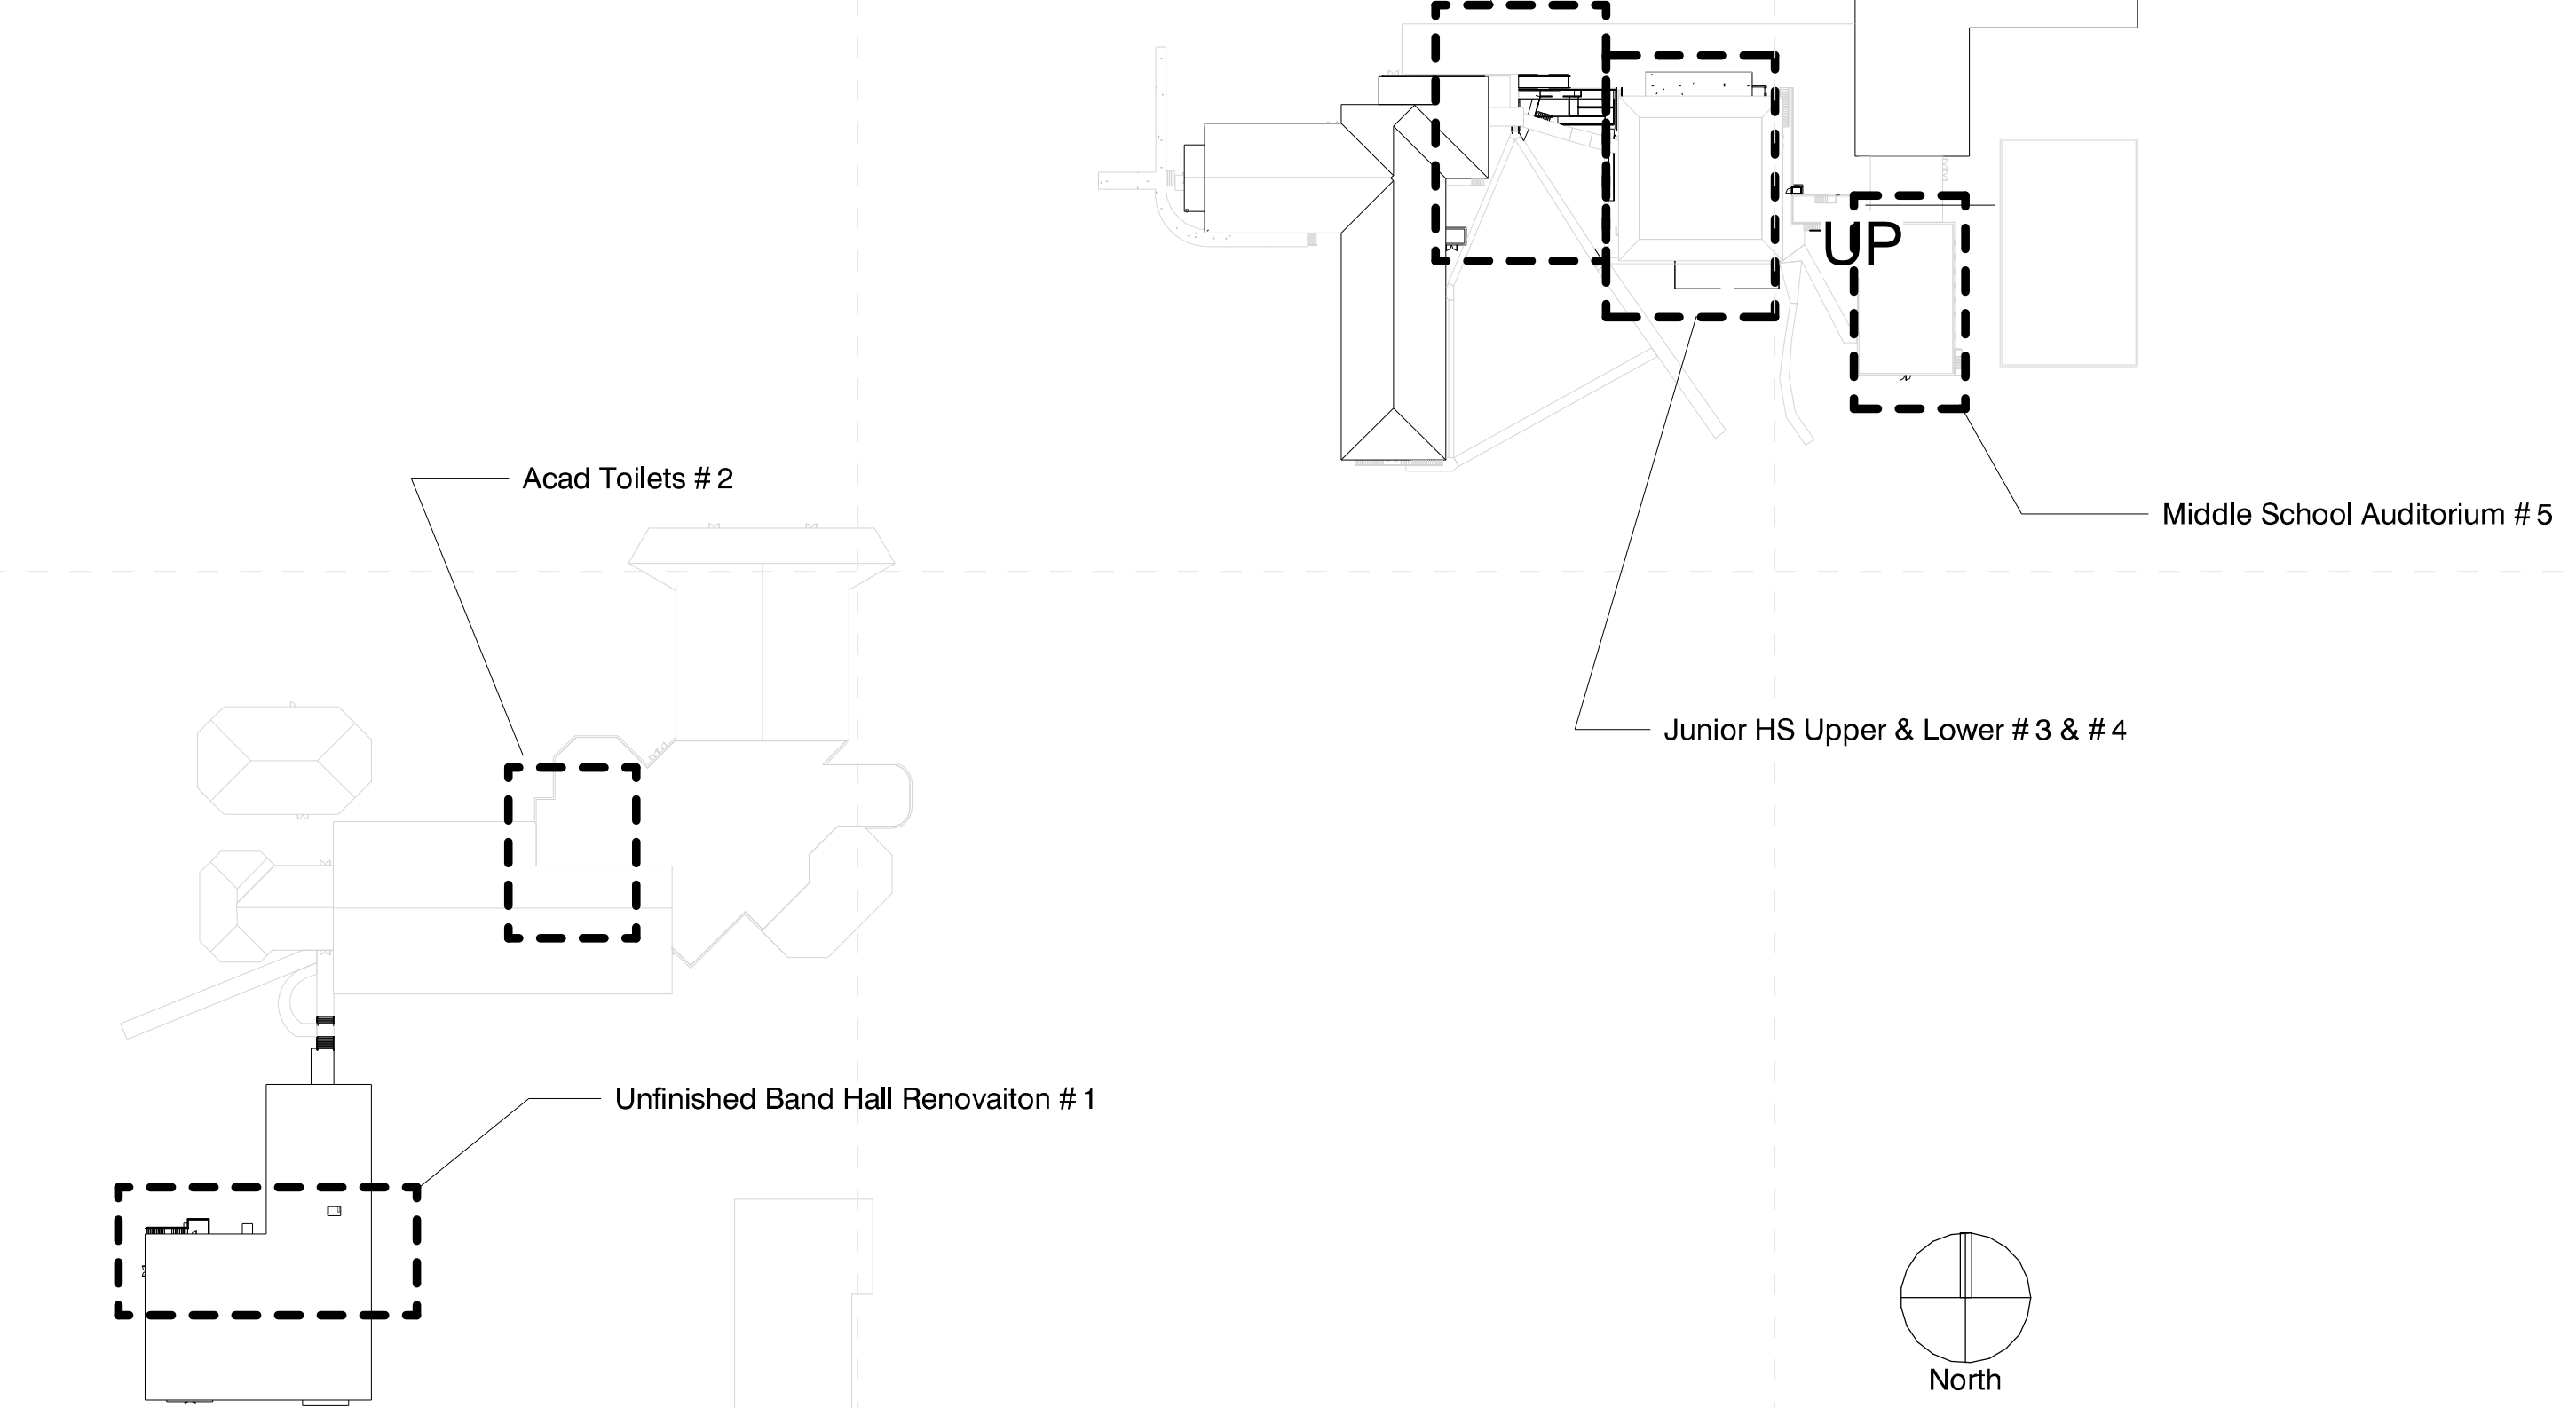 UP
Acad Toilets #2
Middle School Auditorium #5
Junior HS Upper & Lower #3 & #4
Unfinished Band Hall Renovaiton #1
North